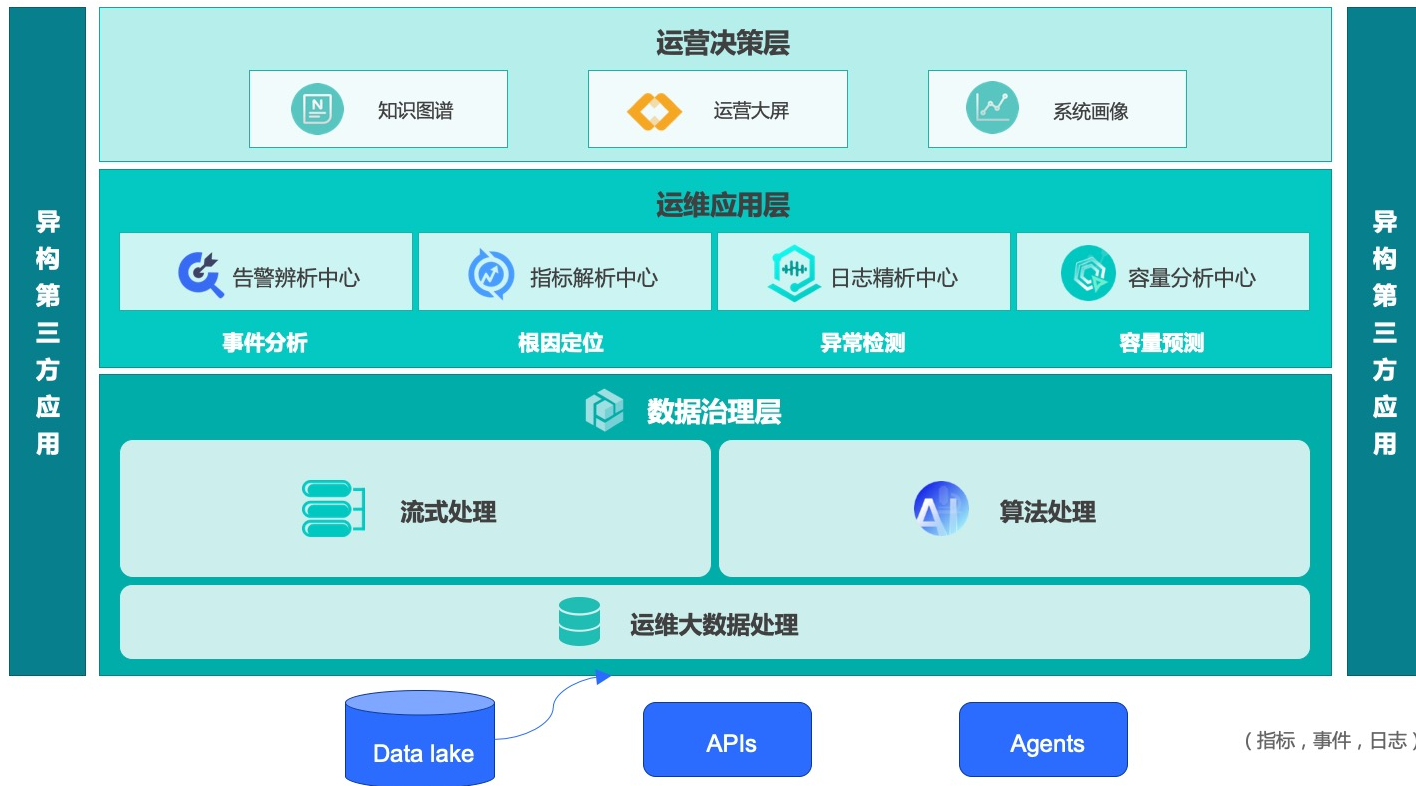 异构第三方应用
运营决策层
N
知识图谱
运营大屏
系统画像
运维应用层
告警辨析中心
指标解析中心
日志精析中心
容量分析中心
事件分析
根因定位
异常检测
容量预测
数据治理层
流式处理
AI
算法处理
运维大数据处理
Data lake
APIs
Agents
（指标，事件，日志）
异构第三方应用